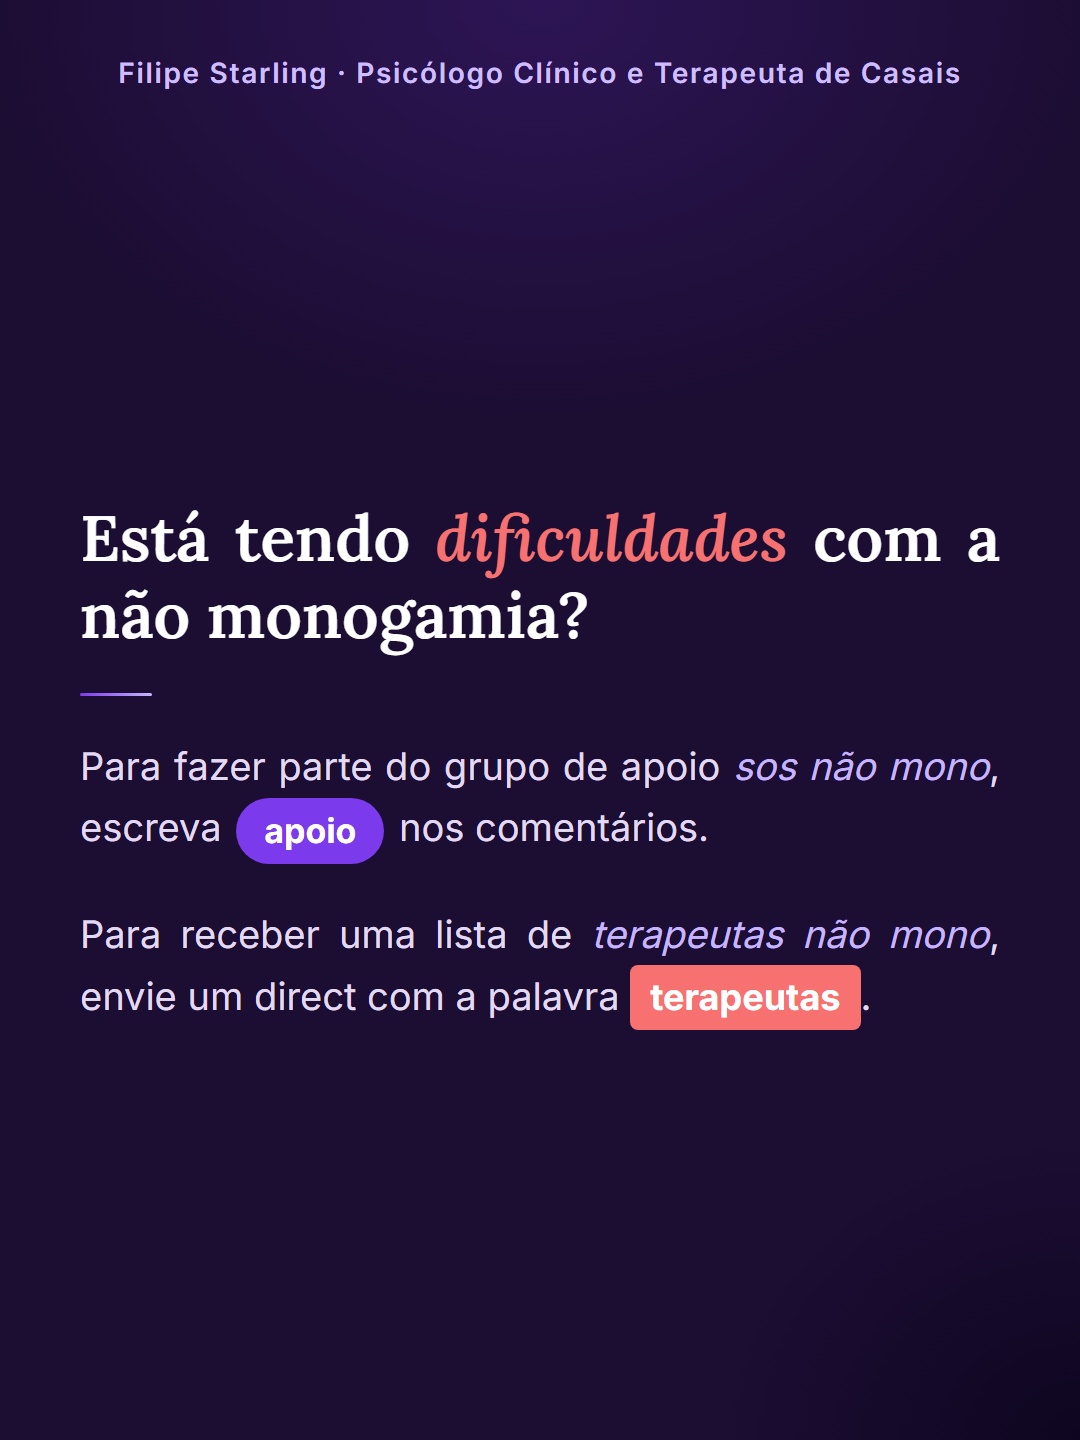 Filipe Starling · Psicólogo Clínico e Terapeuta de Casais
Está tendo dificuldades com a
não monogamia?
Para fazer parte do grupo de apoio sos não mono,
escreva apoio nos comentários.
Para receber uma lista de terapeutas não mono,
envie um direct com a palavra terapeutas.